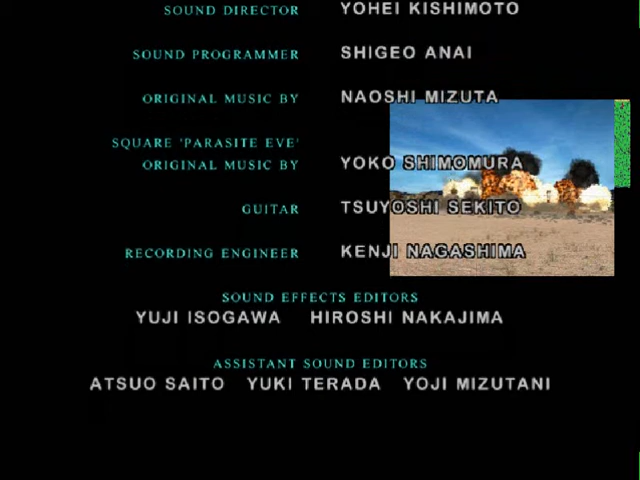 SOUND DIRECTOR YOHEI KISHIMOTO
SOUND PROGRAMMER SHIGEO ANAI
ORIGINAL MUSIC BY NAOSHI MIZUTA
SQUARE 'PARASITE EVE'
ORIGINAL MUSIC BY YOKO SHIMOMURA
GUITAR TSUYOSHI SEKITO
RECORDING ENGINEER KENJI NAGASHIMA
SOUND EFFECTS EDITORS
YUJI ISOGAWA HIROSHI NAKAJIMA
ASSISTANT SOUND EDITORS
ATSUO SAITO YUKI TERADA YOJI MIZUTANI